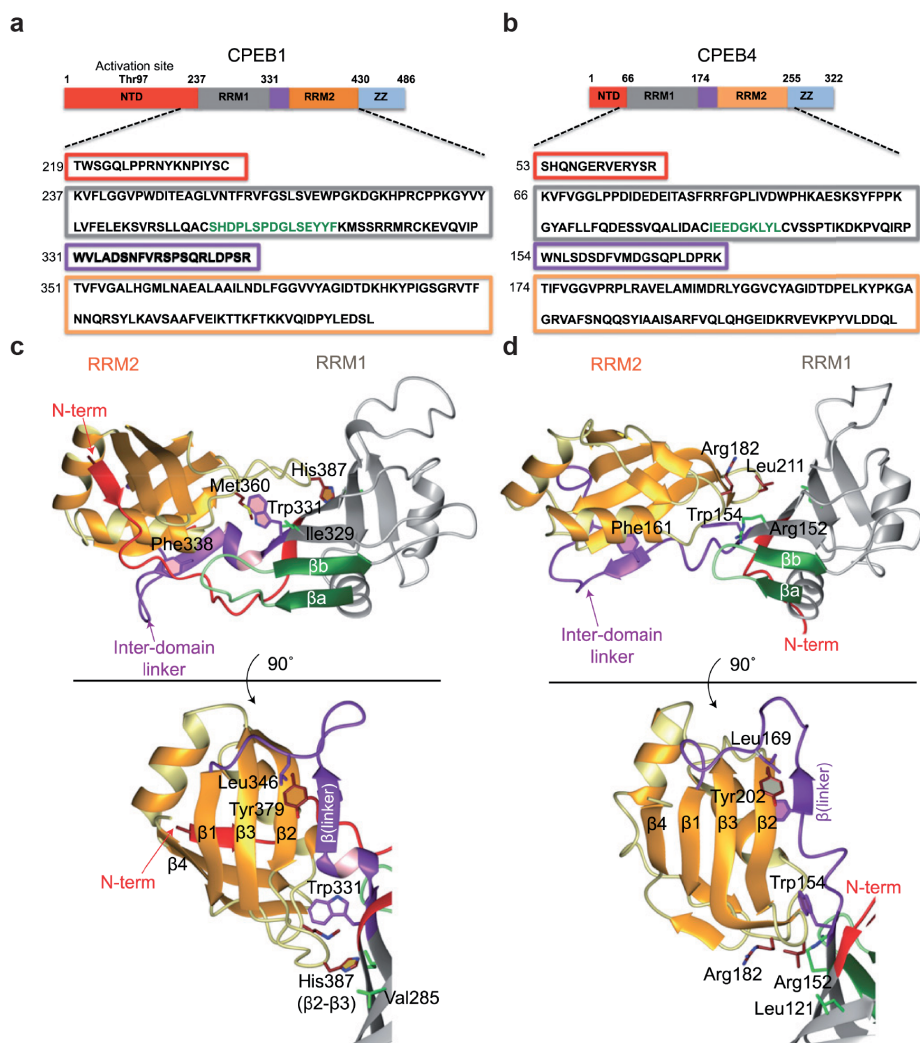 a
CPEB1
Activation site
1 Thr97 237 331 430 486
NTD RRM1 RRM2 ZZ
219 TWSGQLPPRNYKNPIYSC
237 KVFLGGVPWDITEAGLVNTFRVFGSLSVEWPGKDGKHPRCPPKGYVY
LVFELEKSVRSLLQACSHDPLSPDGLSEYYFKMSSRRMRCKEVQVIP
331 WVLADSNFVRSPSQRLDPSR
351 TVFVGALHGMLNAEALAAILNDLFGGVVYAGIDTDKHKYPIGSGRVTF
NNQRSYLKAVSAAFVEIKTTKFTKKVQIDPYLEDSL
b
CPEB4
1 66 174 255 322
NTD RRM1 RRM2 ZZ
53 SHQNGERVERYSR
66 KVFVGGLPPDIDEDEITASFRRFGPLIVDWPHKAESKSYFPPK
GYAFLLFQDESSVQALIDACIEEDGKLYLCVSSPTIKDKPVQIRP
154 WNLSDSDFVMDGSQPLDPRK
174 TIFVGGVPRPLRAVELAMIMDRLYGGVCYAGIDTDPELKYPKGA
GRVAFSNQQSYIAAISARFVQLQHGEIDKRVEVKPYVLDDQL
c
RRM2 RRM1
N-term
His387
Met360
Trp331
Phe338
Ile329
βb
βa
Inter-domain
linker
90°
Leu346
Tyr379
β(linker)
β1 β3 β2
β4
N-term
Trp331
His387
(β2-β3)
Val285
d
RRM2 RRM1
Arg182
Leu211
Trp154
Phe161
Arg152
βb
βa
Inter-domain
linker
N-term
90°
Leu169
Tyr202
β(linker)
β4 β1 β3 β2
Trp154
N-term
Arg182
Arg152
Leu121